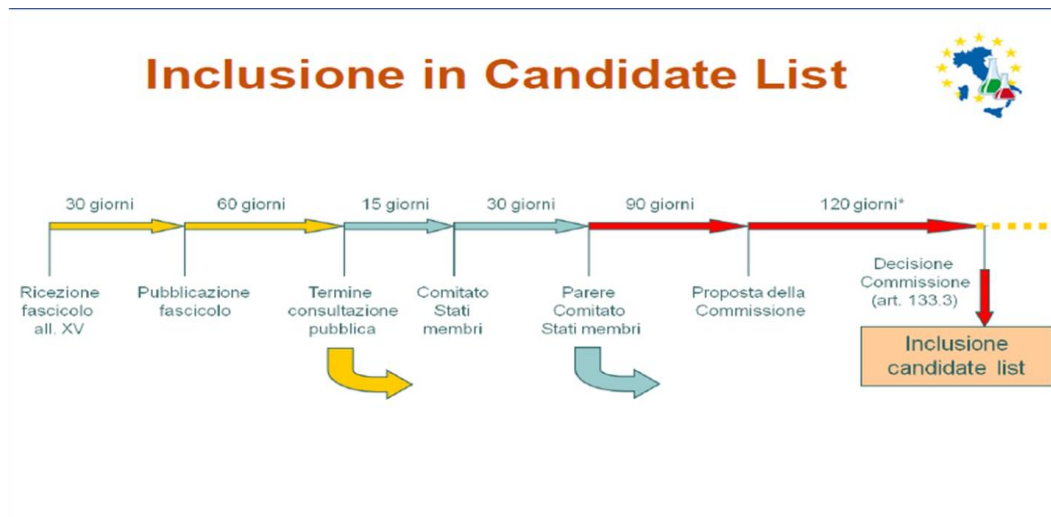 Inclusione in Candidate List
30 giorni
60 giorni
15 giorni
30 giorni
90 giorni
120 giorni*
Ricezione
fascicolo
all. XV
Pubblicazione
fascicolo
Termine
consultazione
pubblica
Comitato
Stati
membri
Parere
Comitato
Stati membri
Proposta della
Commissione
Decisione
Commissione
(art. 133.3)
Inclusione
candidate list